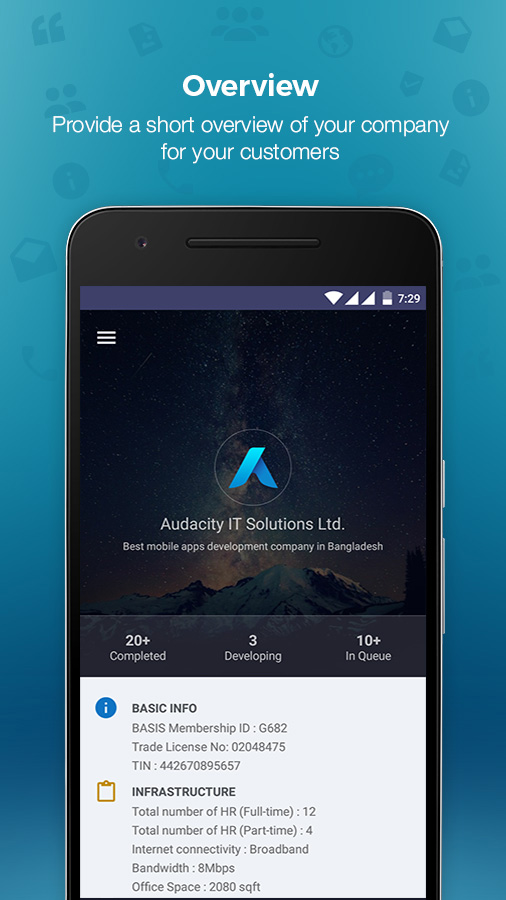 Overview
Provide a short overview of your company
for your customers
7:29
Audacity IT Solutions Ltd.
Best mobile apps development company in Bangladesh
20+ 3 10+
Completed Developing In Queue
BASIC INFO
BASIS Membership ID : G682
Trade License No: 02048475
TIN : 442670895657
INFRASTRUCTURE
Total number of HR (Full-time) : 12
Total number of HR (Part-time) : 4
Internet connectivity : Broadband
Bandwidth : 8Mbps
Office Space : 2080 sqft